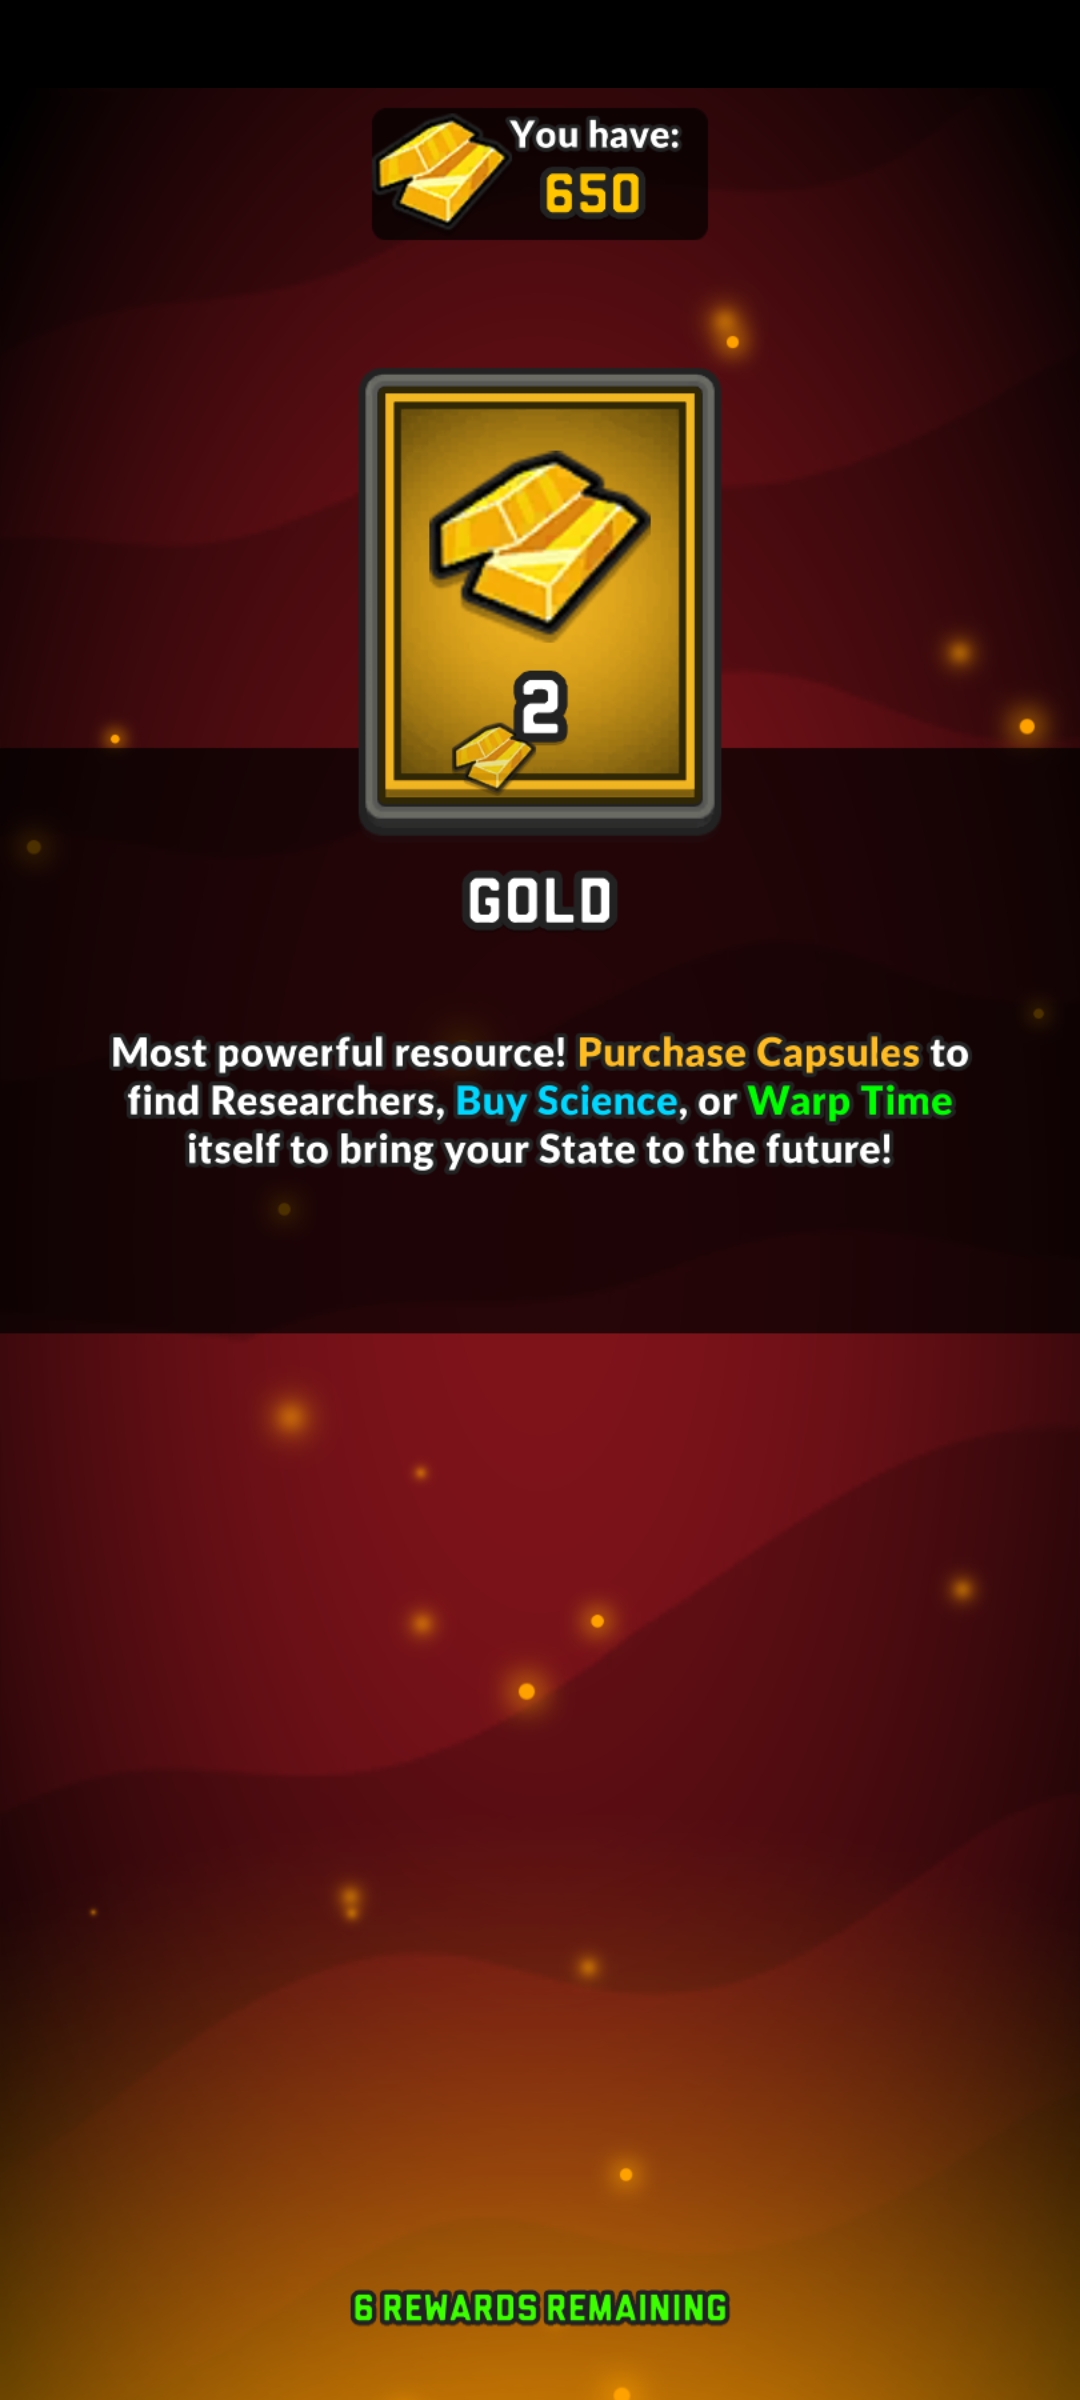 You have:
650
2
GOLD
Most powerful resource! Purchase Capsules to
find Researchers, Buy Science, or Warp Time
itself to bring your State to the future!
6 REWARDS REMAINING